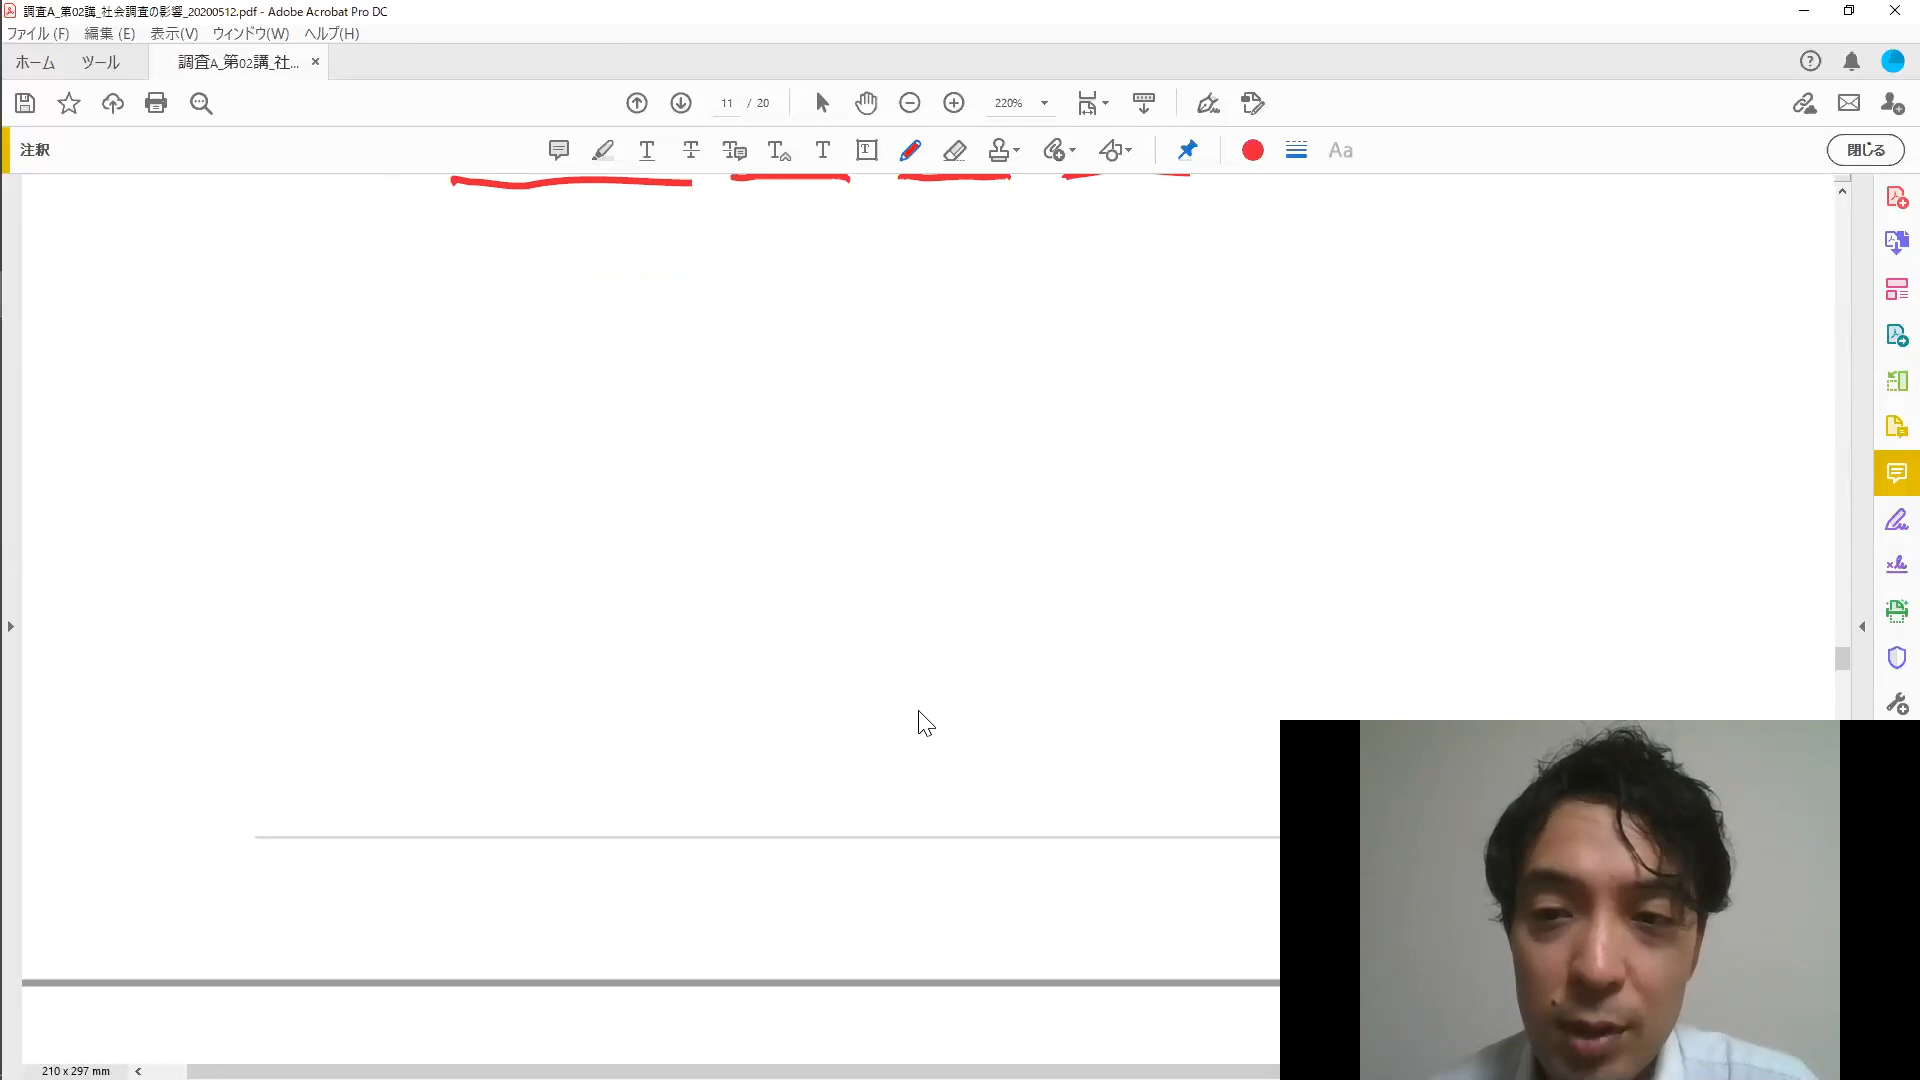 調査A_第02講_社会調査の影響_20200512.pdf - Adobe Acrobat Pro DC
ファイル(F) 編集(E) 表示(V) ウィンドウ(W) ヘルプ(H)
ホーム ツール 調査A_第02講_社... ×
11 / 20 220%
注釈 Aa 閉じる
210 x 297 mm